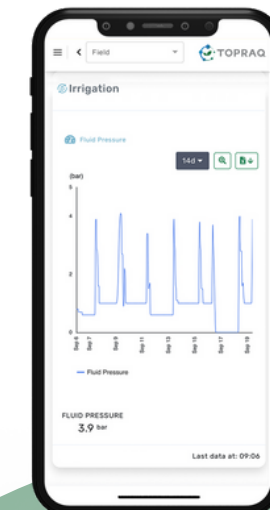 Field
TOPRAQ
Irrigation
Fluid Pressure
14d
(bar)
5
4
2
0
Sep 6
Sep 7
Sep 9
Sep 11
Sep 13
Sep 15
Sep 17
Sep 19
Fluid Pressure
FLUID PRESSURE
3,9 bar
Last data at: 09:06